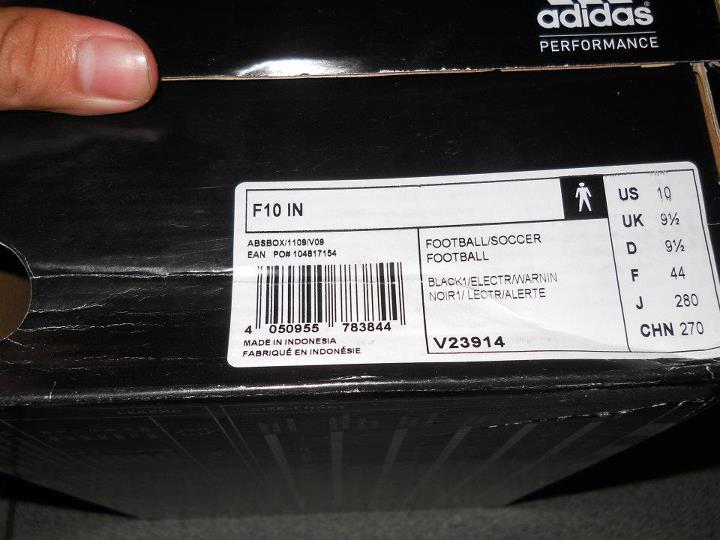 adidas®
PERFORMANCE
F10 IN
ABSBOX/1109/V09
EAN PO# 104817154
4 050955 783844
MADE IN INDONESIA
FABRIQUÉ EN INDONÉSIE
FOOTBALL/SOCCER
FOOTBALL
BLACK1/ELECTR/WARNIN
NOIR1/ LECTR/ALERTE
V23914
US 10
UK 9½
D 9½
F 44
J 280
CHN 270